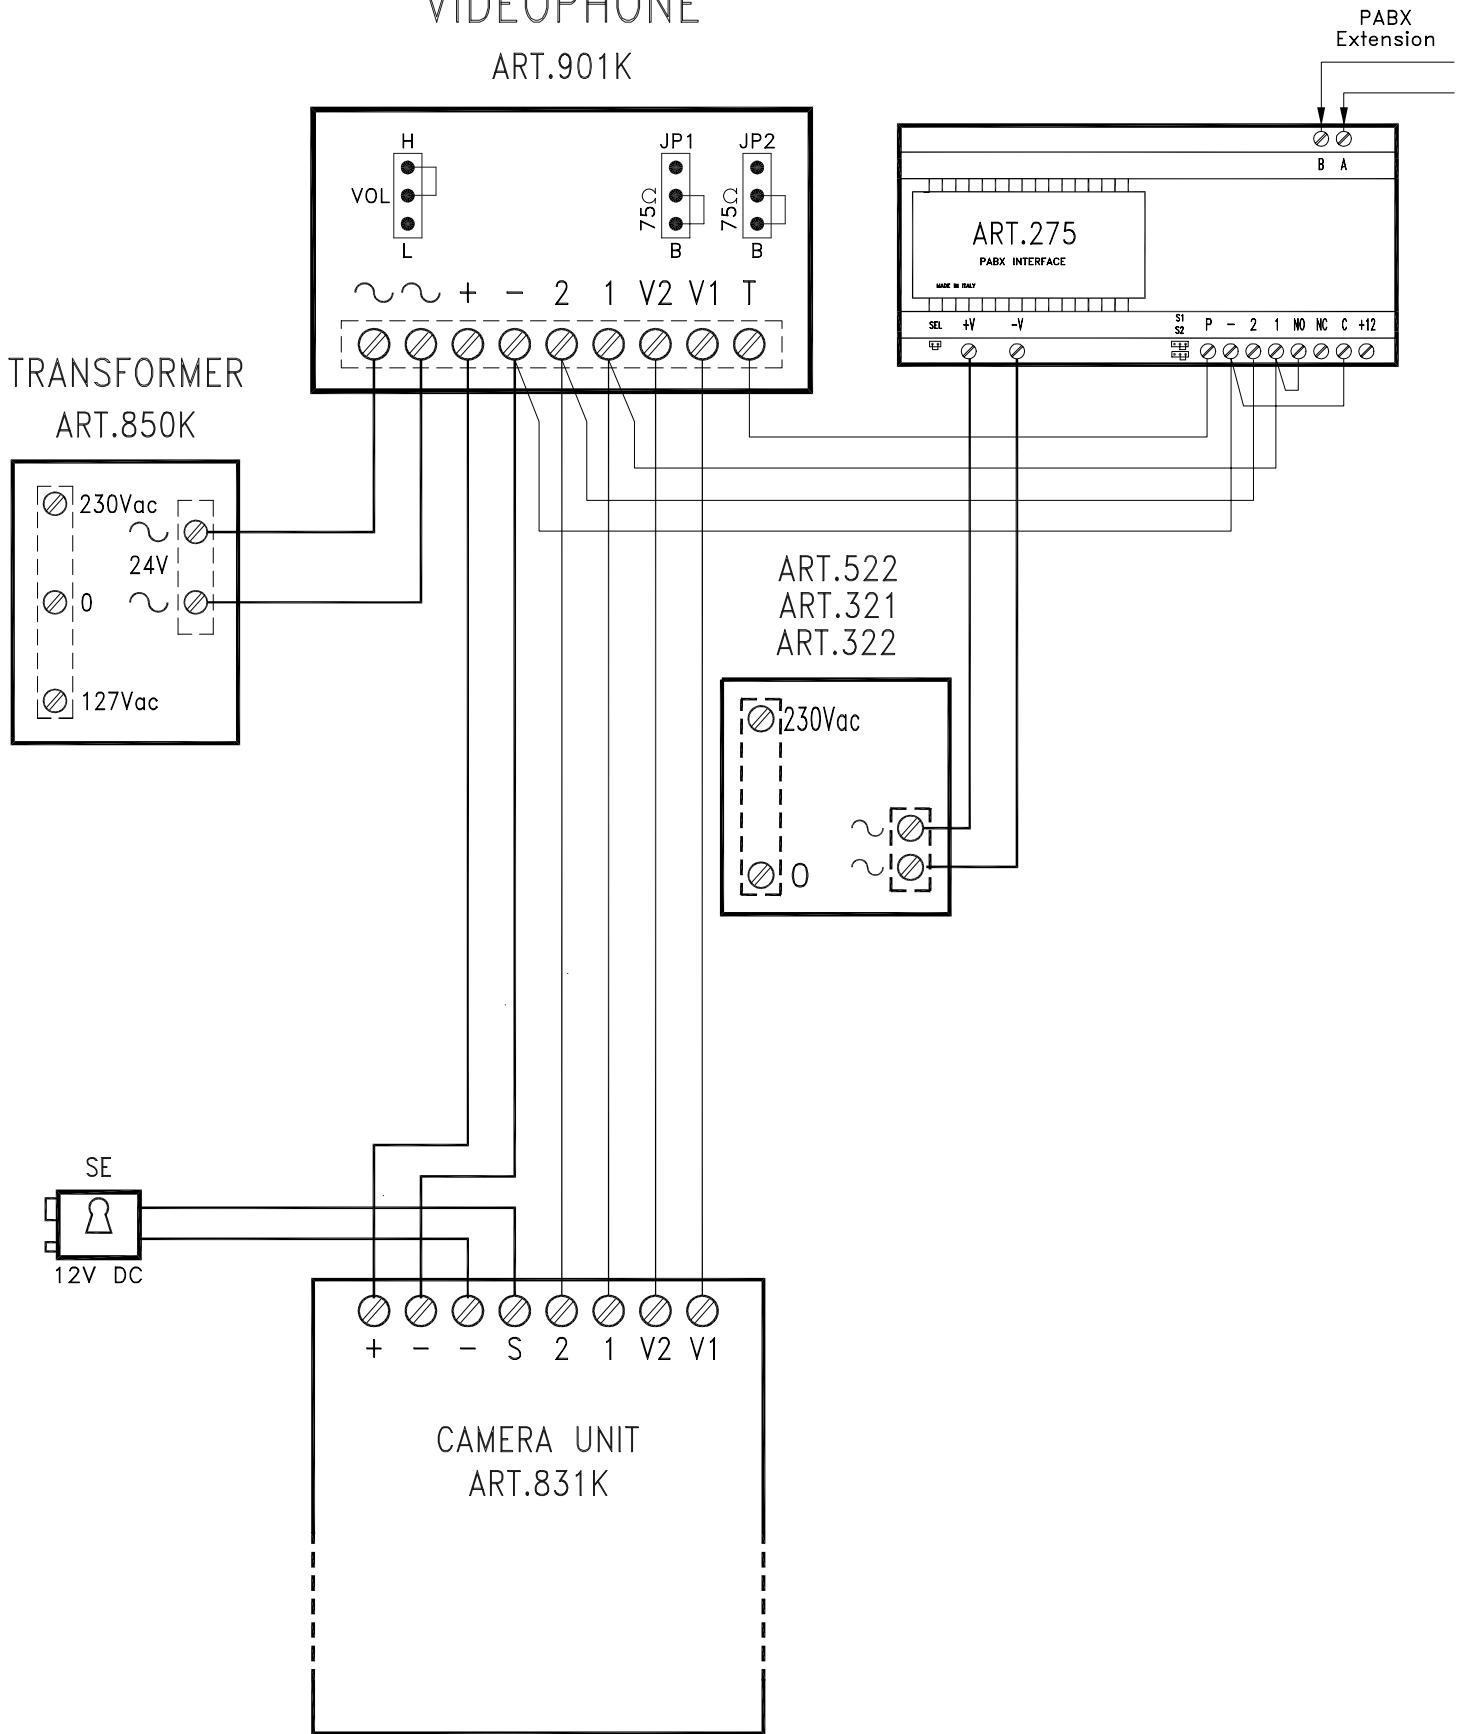 VIDEOPHONE
ART.901K
PABX
Extension
H
VOL
L
JP1
75Ω
B
JP2
75Ω
B
+ - 2 1 V2 V1 T
B A
ART.275
PABX INTERFACE
MADE IN ITALY
SEL +V -V
S1
S2
P - 2 1 NO NC C +12
TRANSFORMER
ART.850K
230Vac
24V
0
127Vac
ART.522
ART.321
ART.322
230Vac
0
SE
12V DC
+ - - S 2 1 V2 V1
CAMERA UNIT
ART.831K